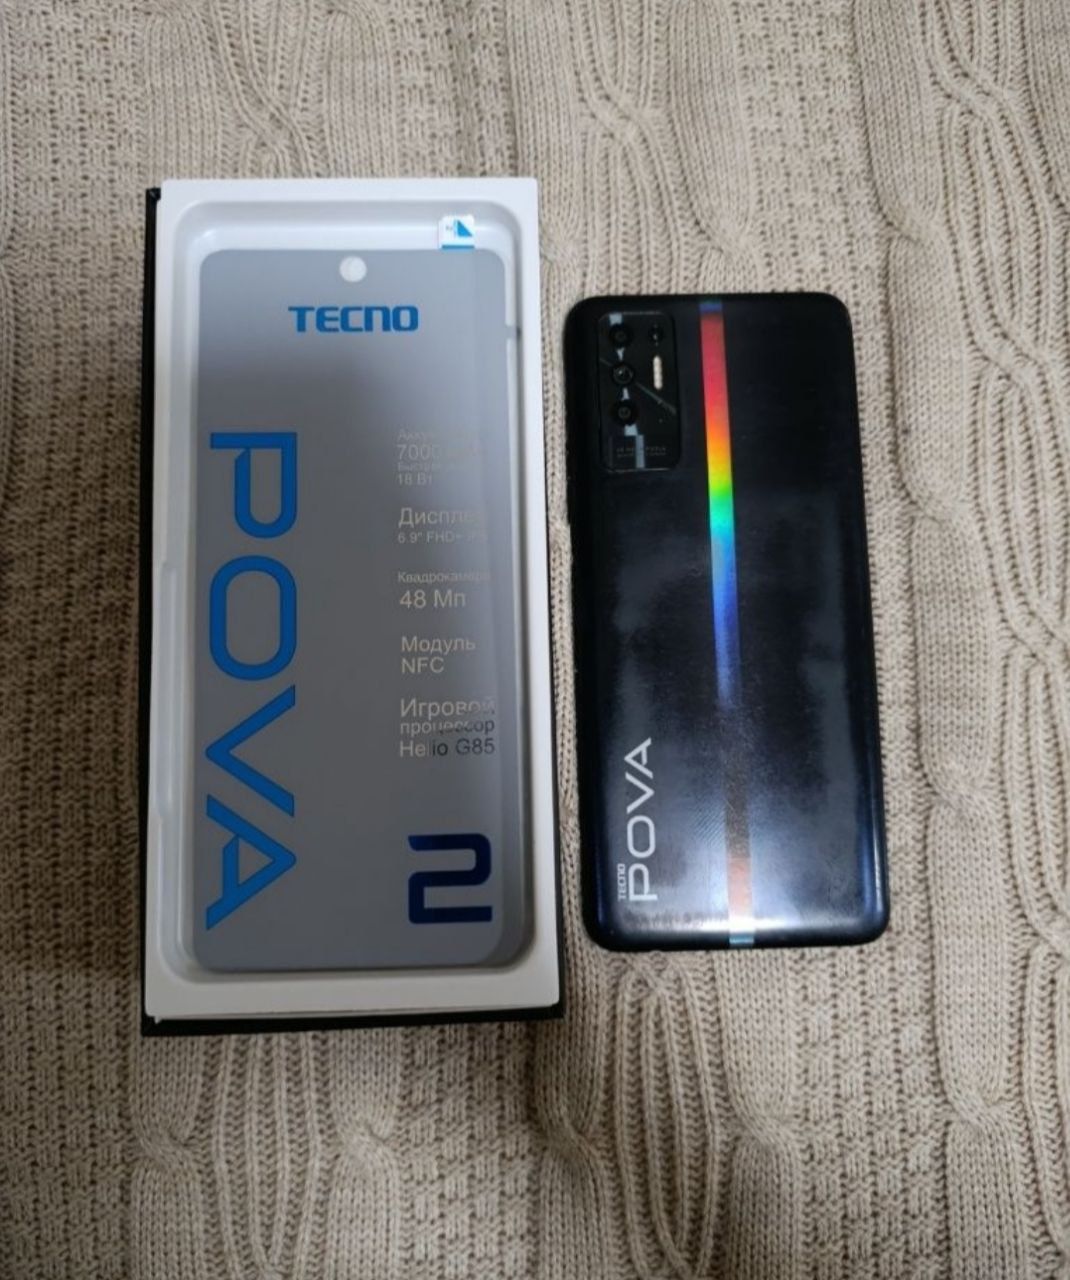 TECNO
POVA
7000
18 Вт
6.9" FHD+
Квадрокамера
48 Мп
Модуль
NFC
Игровой
процессор
Helio G85
2
TECNO
POVA